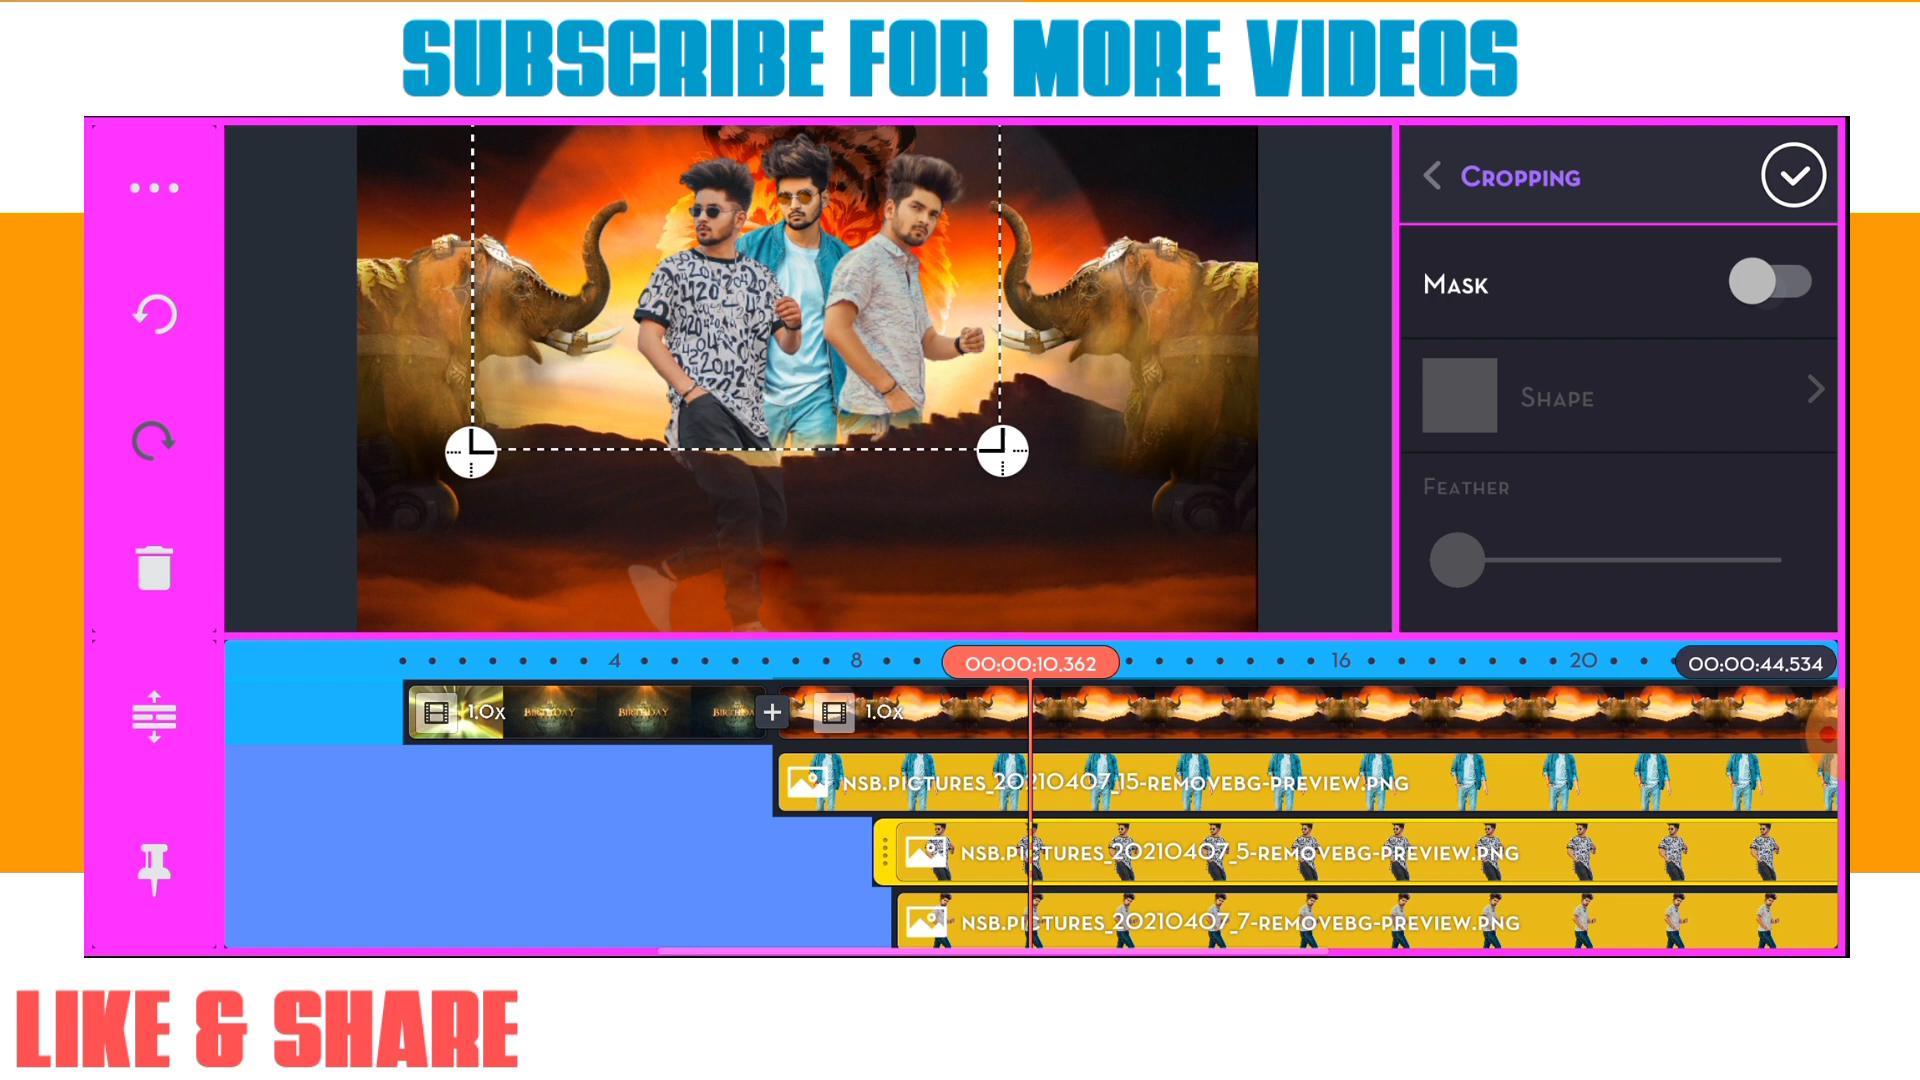 SUBSCRIBE FOR MORE VIDEOS
CROPPING
MASK
SHAPE
FEATHER
4
8
00:00:10.362
16
20
00:00:44.534
1.0x
BIRTHDAY
BIRTHDAY
1.0x
NSB.PICTURES_20210407_15-REMOVEBG-PREVIEW.PNG
NSB.PICTURES_20210407_5-REMOVEBG-PREVIEW.PNG
NSB.PICTURES_20210407_7-REMOVEBG-PREVIEW.PNG
LIKE & SHARE